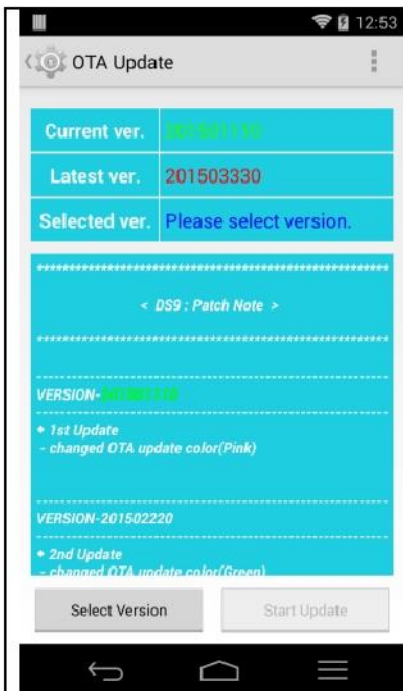 12:53
OTA Update
Current ver. 201501110
Latest ver. 201503330
Selected ver. Please select version.
< DS9 ; Patch Note >
VERSION-201501110
+ 1st Update
- changed OTA update color(Pink)
VERSION-201502220
+ 2nd Update
- changed OTA update color(Green)
Select Version
Start Update